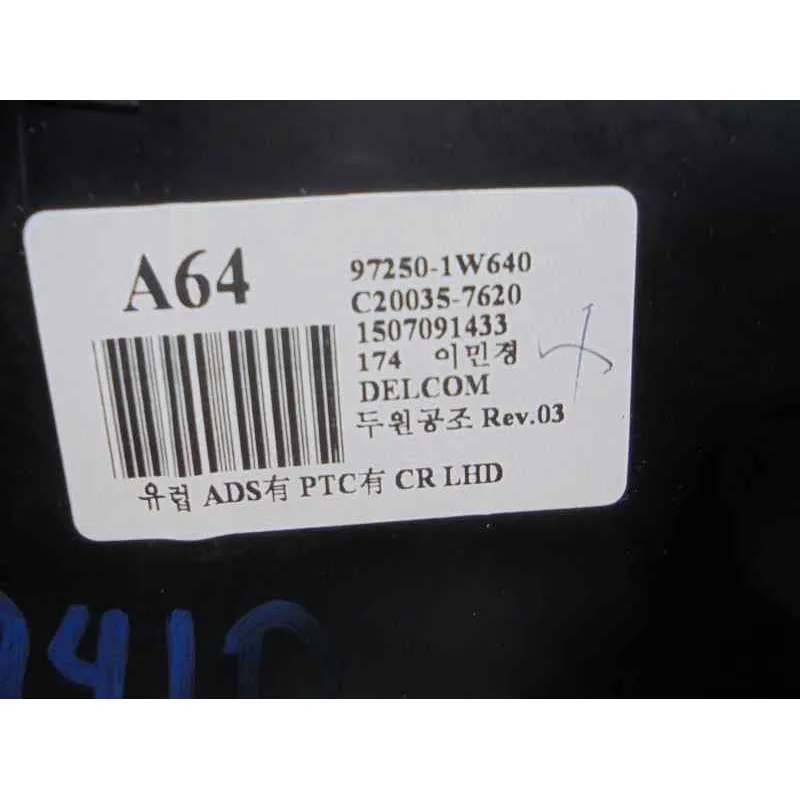 A64
97250-1W640
C20035-7620
1507091433
174 이민정
DELCOM
두원공조 Rev.03
유럽 ADS有 PTC有 CR LHD